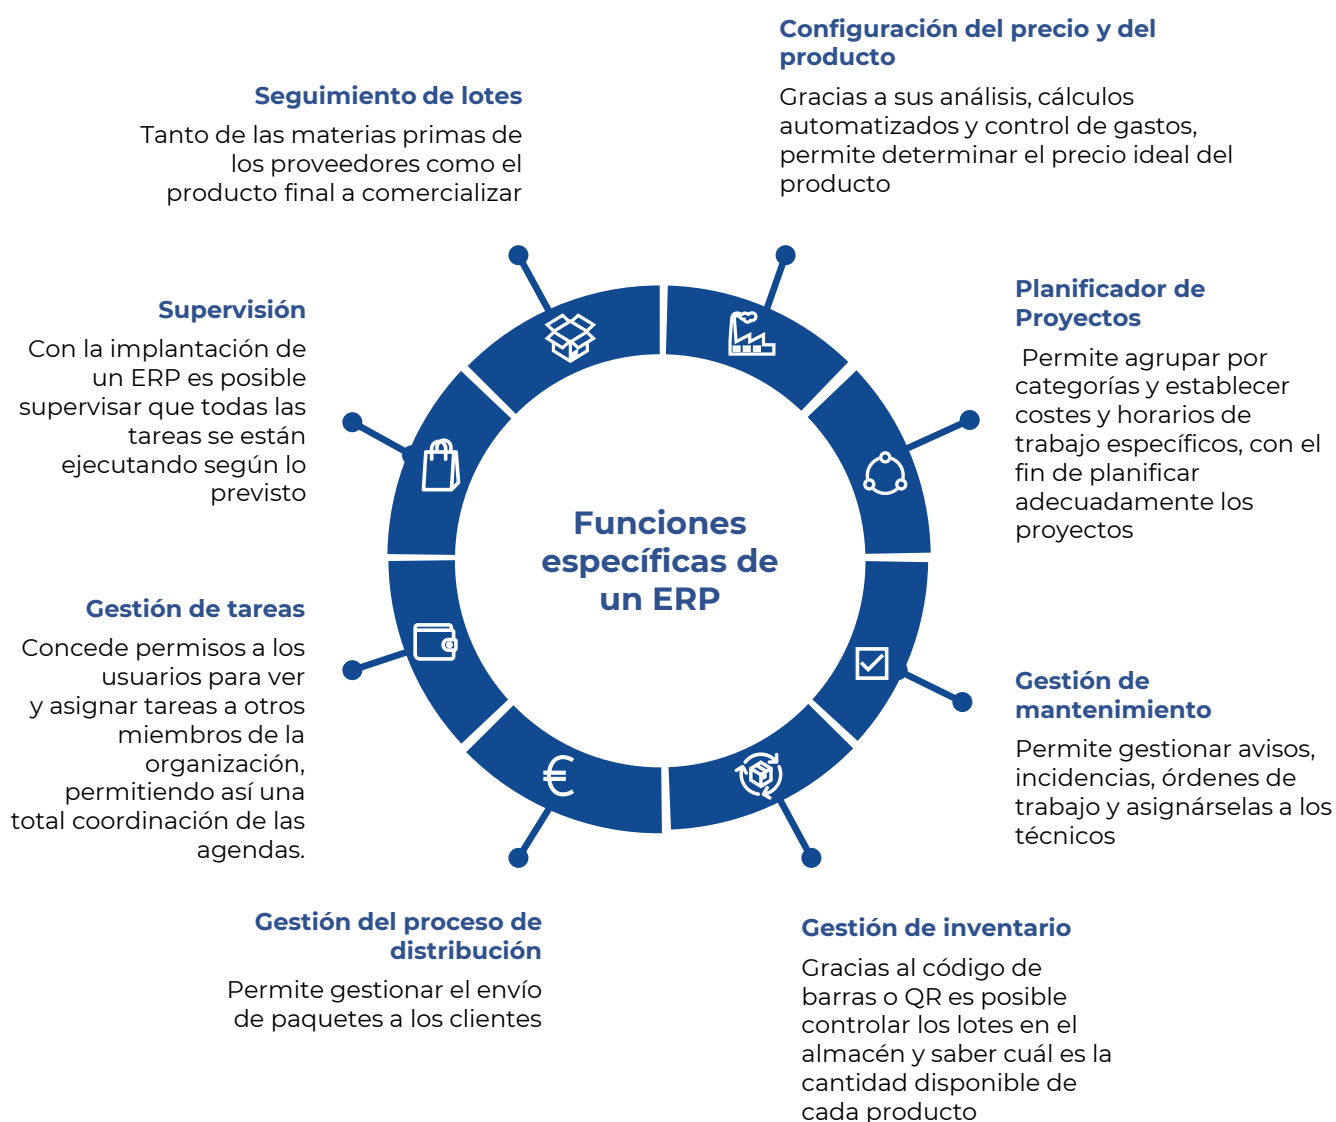 Configuración del precio y del
producto
Gracias a sus análisis, cálculos
automatizados y control de gastos,
permite determinar el precio ideal del
producto
Seguimiento de lotes
Tanto de las materias primas de
los proveedores como el
producto final a comercializar
Planificador de
Proyectos
Permite agrupar por
categorías y establecer
costes y horarios de
trabajo específicos, con el
fin de planificar
adecuadamente los
proyectos
Supervisión
Con la implantación de
un ERP es posible
supervisar que todas las
tareas se están
ejecutando según lo
previsto
Funciones
específicas de
un ERP
Gestión de tareas
Concede permisos a los
usuarios para ver
y asignar tareas a otros
miembros de la
organización,
permitiendo así una
total coordinación de las
agendas.
Gestión de
mantenimiento
Permite gestionar avisos,
incidencias, órdenes de
trabajo y asignárselas a los
técnicos
€
Gestión del proceso de
distribución
Permite gestionar el envío
de paquetes a los clientes
Gestión de inventario
Gracias al código de
barras o QR es posible
controlar los lotes en el
almacén y saber cuál es la
cantidad disponible de
cada producto